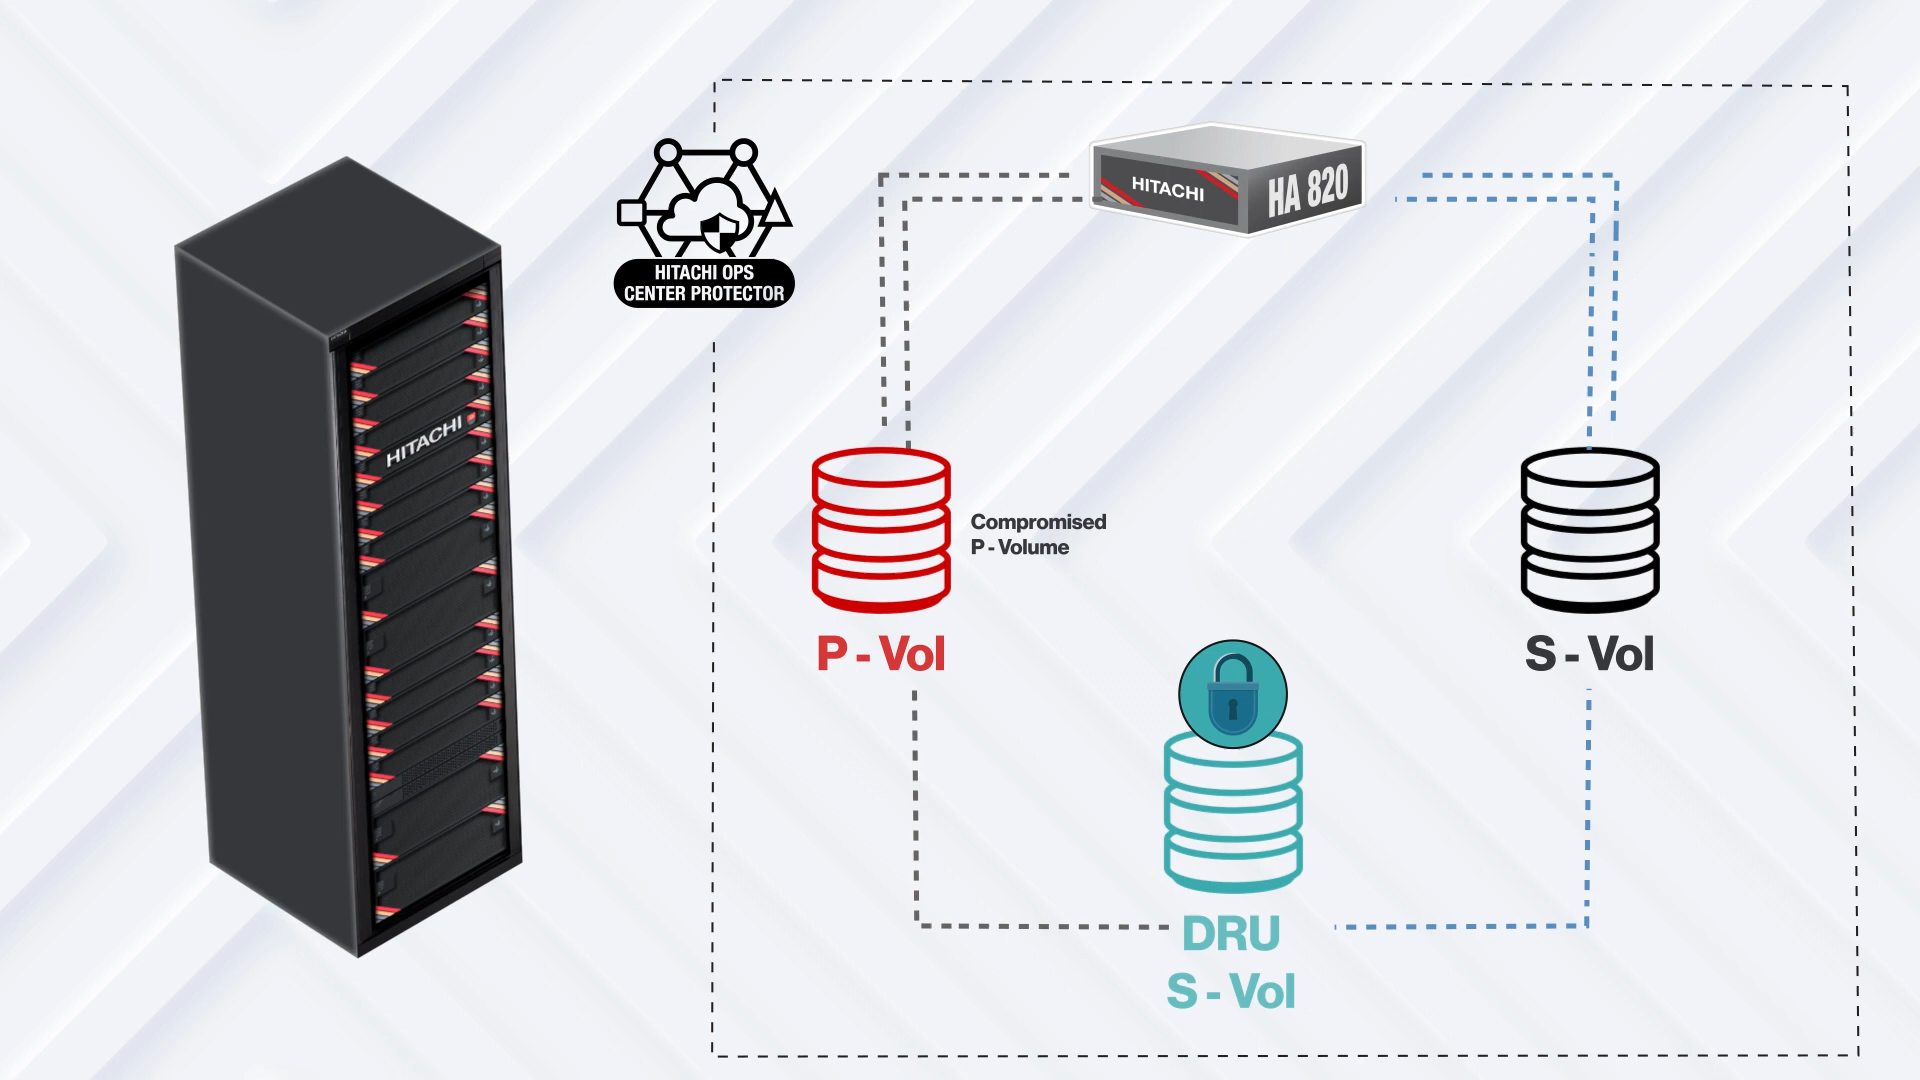 HITACHI
HITACHI OPS
CENTER PROTECTOR
HITACHI
HA 820
Compromised
P - Volume
P - Vol
S - Vol
DRU
S - Vol